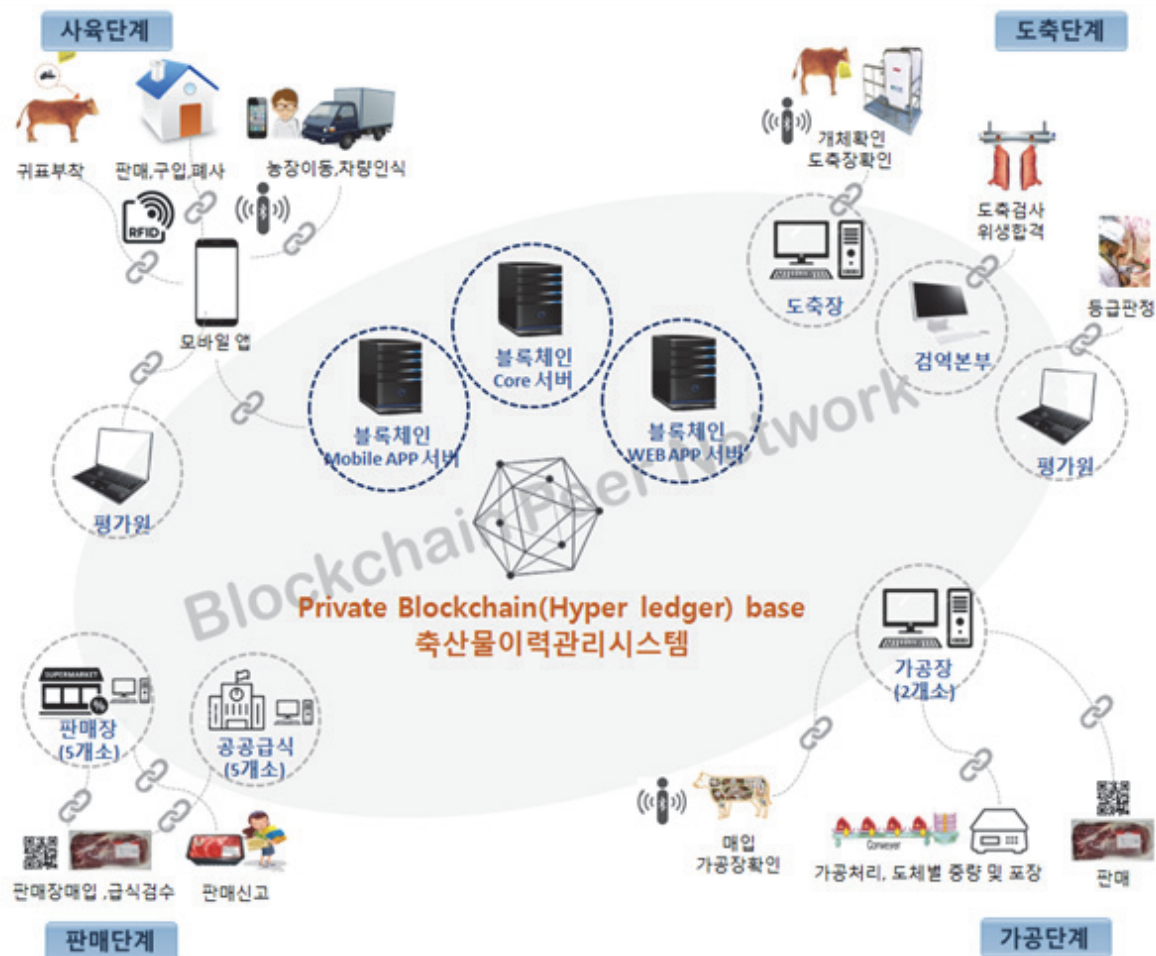 사육단계
도축단계
귀표부착
판매,구입,폐사
농장이동,차량인식
RFID
모바일 앱
평가원
개체확인
도축장확인
도축검사
위생합격
등급판정
도축장
검역본부
평가원
블록체인
Core 서버
블록체인
Mobile APP 서버
블록체인
WEB APP 서버
Blockchain Peer Network
Private Blockchain(Hyper ledger) base
축산물이력관리시스템
SUPERMARKET
%
판매장
(5개소)
공공급식
(5개소)
가공장
(2개소)
판매장매입 ,급식검수
판매신고
매입
가공장확인
Conveyer
가공처리, 도체별 중량 및 포장
판매
판매단계
가공단계